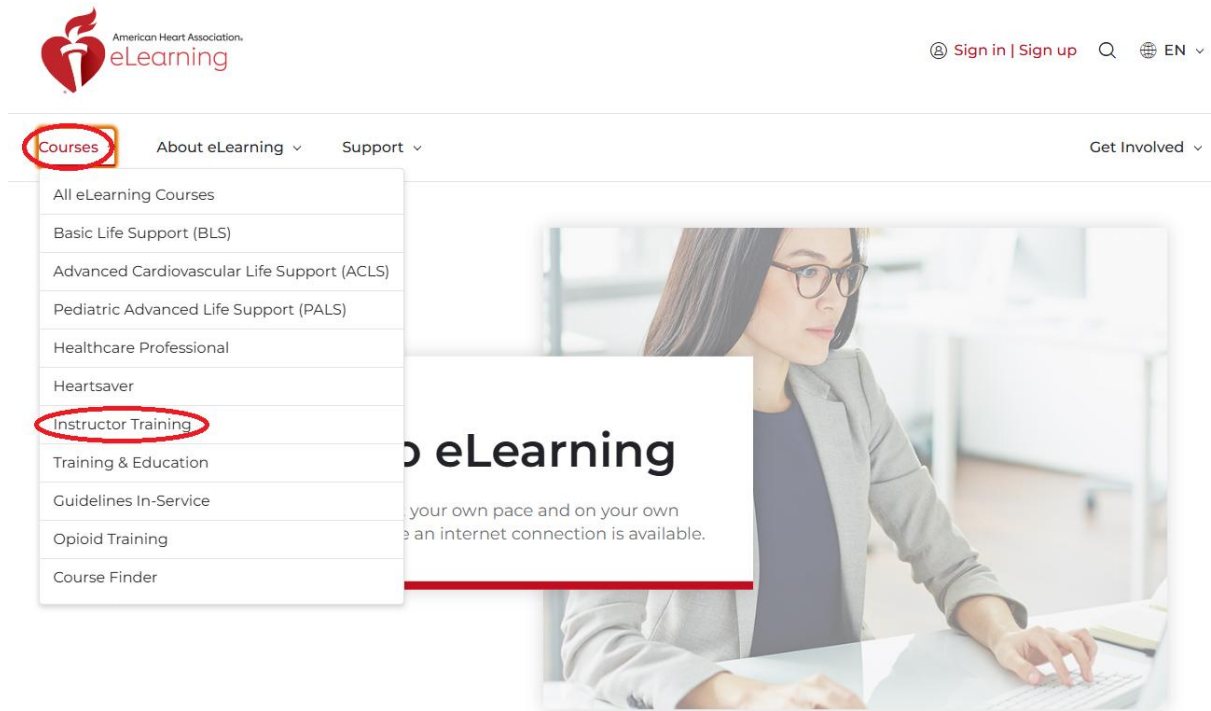 American Heart Association.
eLearning
Sign in | Sign up
EN
Courses
About eLearning
Support
Get Involved
All eLearning Courses
Basic Life Support (BLS)
Advanced Cardiovascular Life Support (ACLS)
Pediatric Advanced Life Support (PALS)
Healthcare Professional
Heartsaver
Instructor Training
Training & Education
Guidelines In-Service
Opioid Training
Course Finder
eLearning
your own pace and on your own
an internet connection is available.